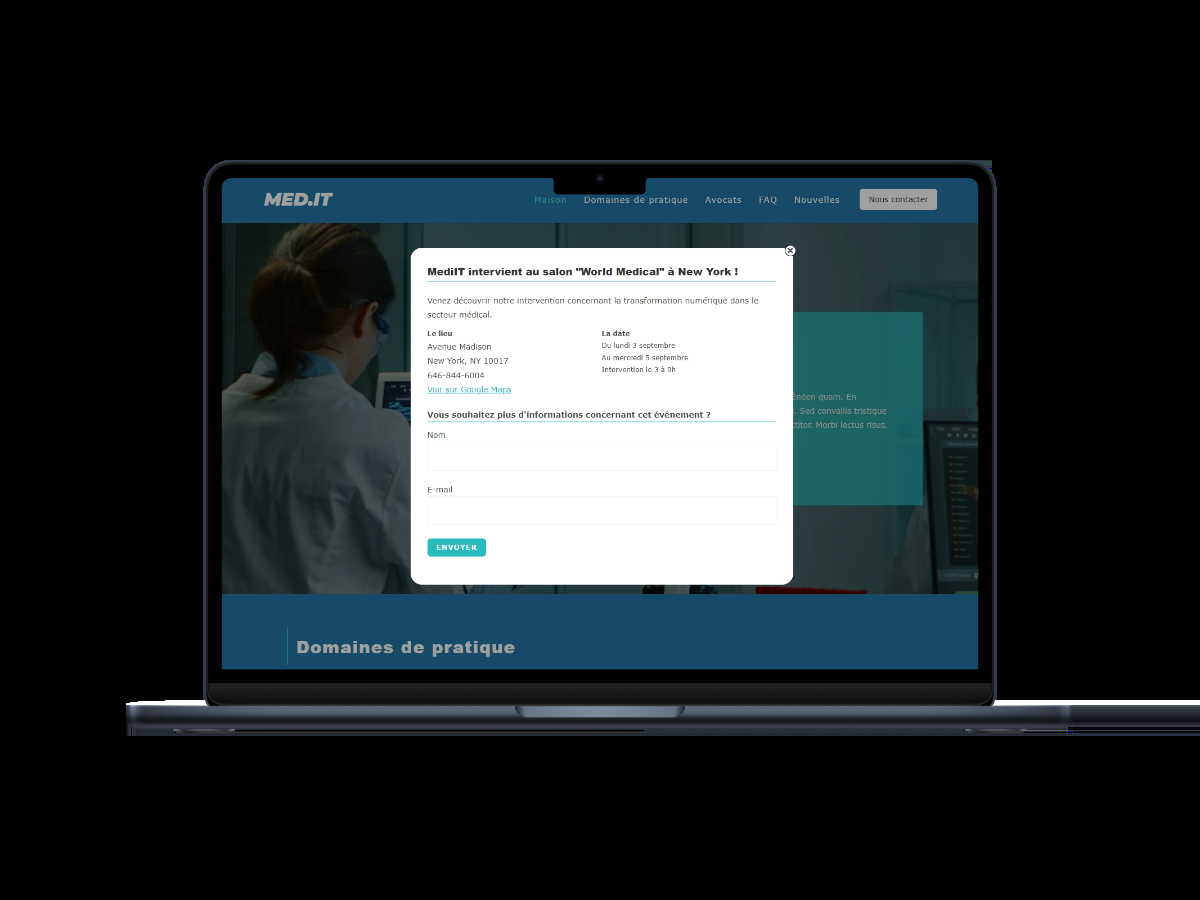 MED.IT
Maison Domaines de pratique Avocats FAQ Nouvelles Nous contacter
MediIT intervient au salon "World Medical" à New York !
Venez découvrir notre intervention concernant la transformation numérique dans le
secteur médical.
Le lieu
Avenue Madison
New York, NY 10017
646-844-6004
Voir sur Google Maps
La date
Du lundi 3 septembre
Au mercredi 5 septembre
Intervention le 3 à 9h
Vous souhaitez plus d'informations concernant cet événement ?
Nom
E-mail
ENVOYER
Enéen quam. En
. Sed convallis tristique
ttitor. Morbi lectus risus,
Domaines de pratique